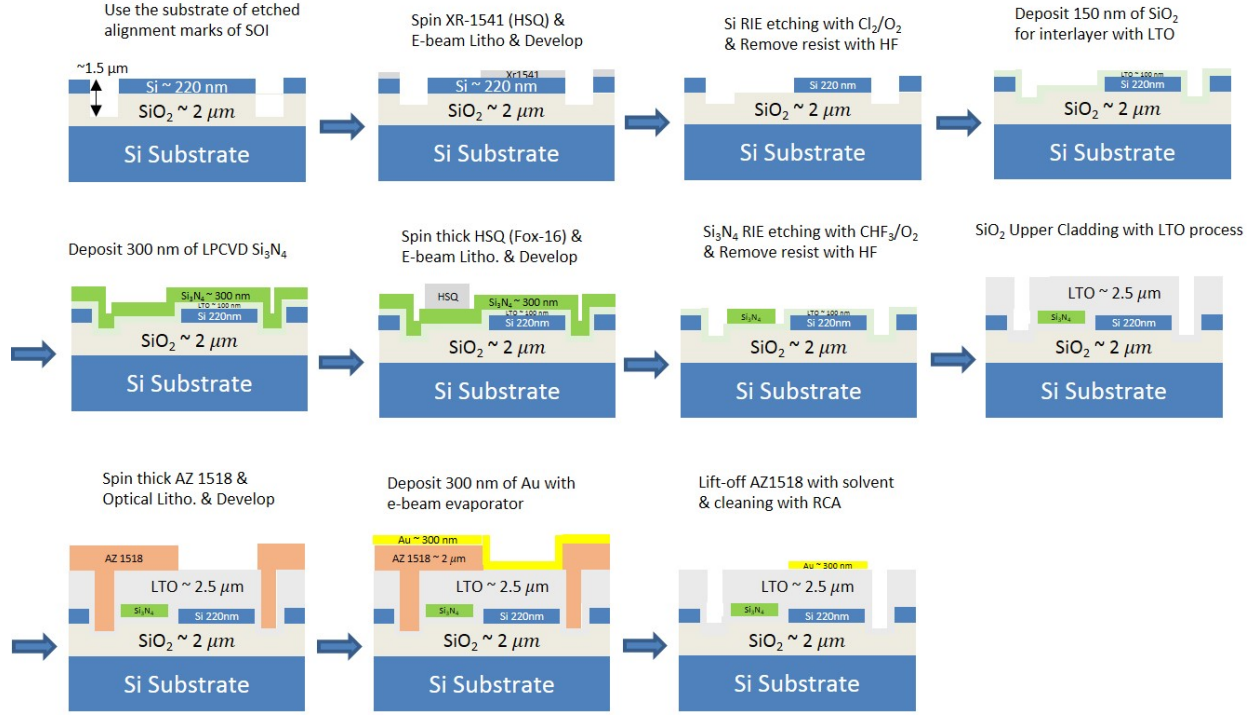 Use the substrate of etched
alignment marks of SOI
~1.5 μm
Si ~ 220 nm
SiO₂ ~ 2 μm
Si Substrate
Spin XR-1541 (HSQ) &
E-beam Litho & Develop
Xr1541
Si ~ 220 nm
SiO₂ ~ 2 μm
Si Substrate
Si RIE etching with Cl₂/O₂
& Remove resist with HF
Si 220 nm
SiO₂ ~ 2 μm
Si Substrate
Deposit 150 nm of SiO₂
for interlayer with LTO
LTO ~ 100 nm
Si 220nm
SiO₂ ~ 2 μm
Si Substrate
Deposit 300 nm of LPCVD Si₃N₄
Si₃N₄ ~ 300 nm
LTO ~ 100 nm
Si 220nm
SiO₂ ~ 2 μm
Si Substrate
Spin thick HSQ (Fox-16) &
E-beam Litho. & Develop
HSQ
Si₃N₄ ~ 300 nm
LTO ~ 100 nm
Si 220nm
SiO₂ ~ 2 μm
Si Substrate
Si₃N₄ RIE etching with CHF₃/O₂
& Remove resist with HF
Si₃N₄
LTO ~ 100 nm
Si 220nm
SiO₂ ~ 2 μm
Si Substrate
SiO₂ Upper Cladding with LTO process
LTO ~ 2.5 μm
Si₃N₄
Si 220nm
SiO₂ ~ 2 μm
Si Substrate
Spin thick AZ 1518 &
Optical Litho. & Develop
AZ 1518
LTO ~ 2.5 μm
Si₃N₄
Si 220nm
SiO₂ ~ 2 μm
Si Substrate
Deposit 300 nm of Au with
e-beam evaporator
Au ~ 300 nm
AZ 1518 ~ 2 μm
LTO ~ 2.5 μm
Si₃N₄
Si 220nm
SiO₂ ~ 2 μm
Si Substrate
Lift-off AZ1518 with solvent
& cleaning with RCA
Au ~ 300 nm
LTO ~ 2.5 μm
Si₃N₄
Si 220nm
SiO₂ ~ 2 μm
Si Substrate